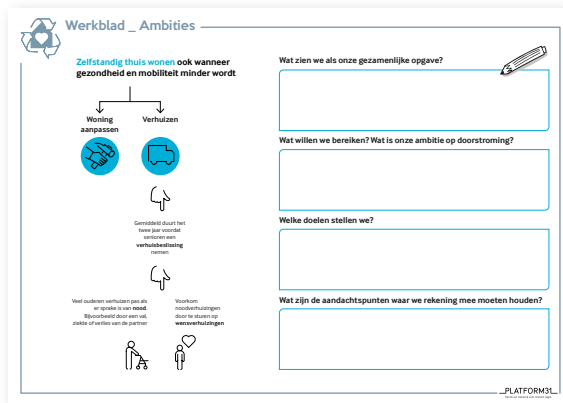 Werkblad _ Ambities
Zelfstandig thuis wonen ook wanneer
gezondheid en mobiliteit minder wordt
Woning
aanpassen
Verhuizen
Gemiddeld duurt het
twee jaar voordat
senioren een
verhuisbeslissing
nemen
Veel ouderen verhuizen pas als
er sprake is van nood.
Bijvoorbeeld door een val,
ziekte of verlies van de partner
Voorkom
noodverhuizingen
door te sturen op
wensverhuizingen
Wat zien we als onze gezamenlijke opgave?
Wat willen we bereiken? Wat is onze ambitie op doorstroming?
Welke doelen stellen we?
Wat zijn de aandachtspunten waar we rekening mee moeten houden?
PLATFORM31